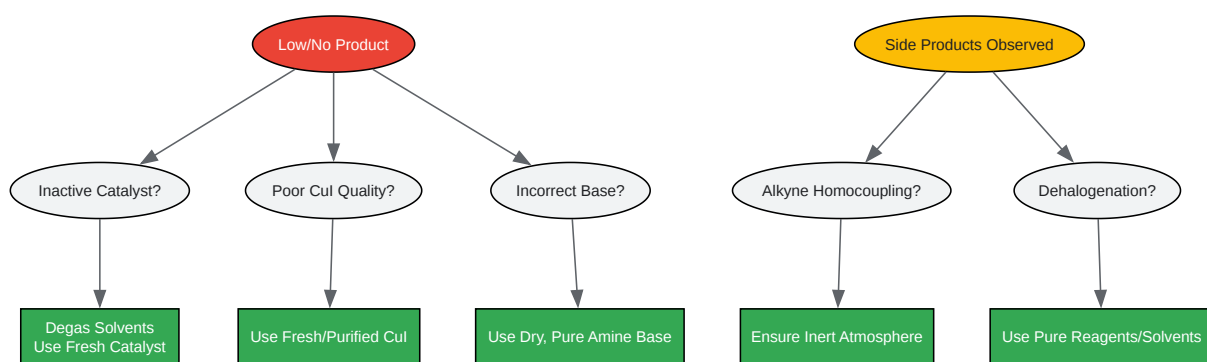 Low/No Product
Side Products Observed
Inactive Catalyst?
Poor CuI Quality?
Incorrect Base?
Alkyne Homocoupling?
Dehalogenation?
Degas Solvents
Use Fresh Catalyst
Use Fresh/Purified CuI
Use Dry, Pure Amine Base
Ensure Inert Atmosphere
Use Pure Reagents/Solvents